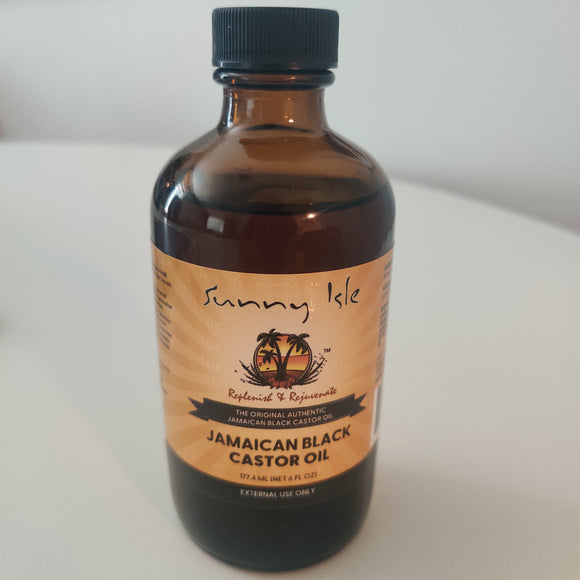 Sunny Isle
TM
Replenish & Rejuvenate
THE ORIGINAL AUTHENTIC
JAMAICAN BLACK CASTOR OIL
JAMAICAN BLACK
CASTOR OIL
177.4 ML (NET 6 FL OZ)
EXTERNAL USE ONLY